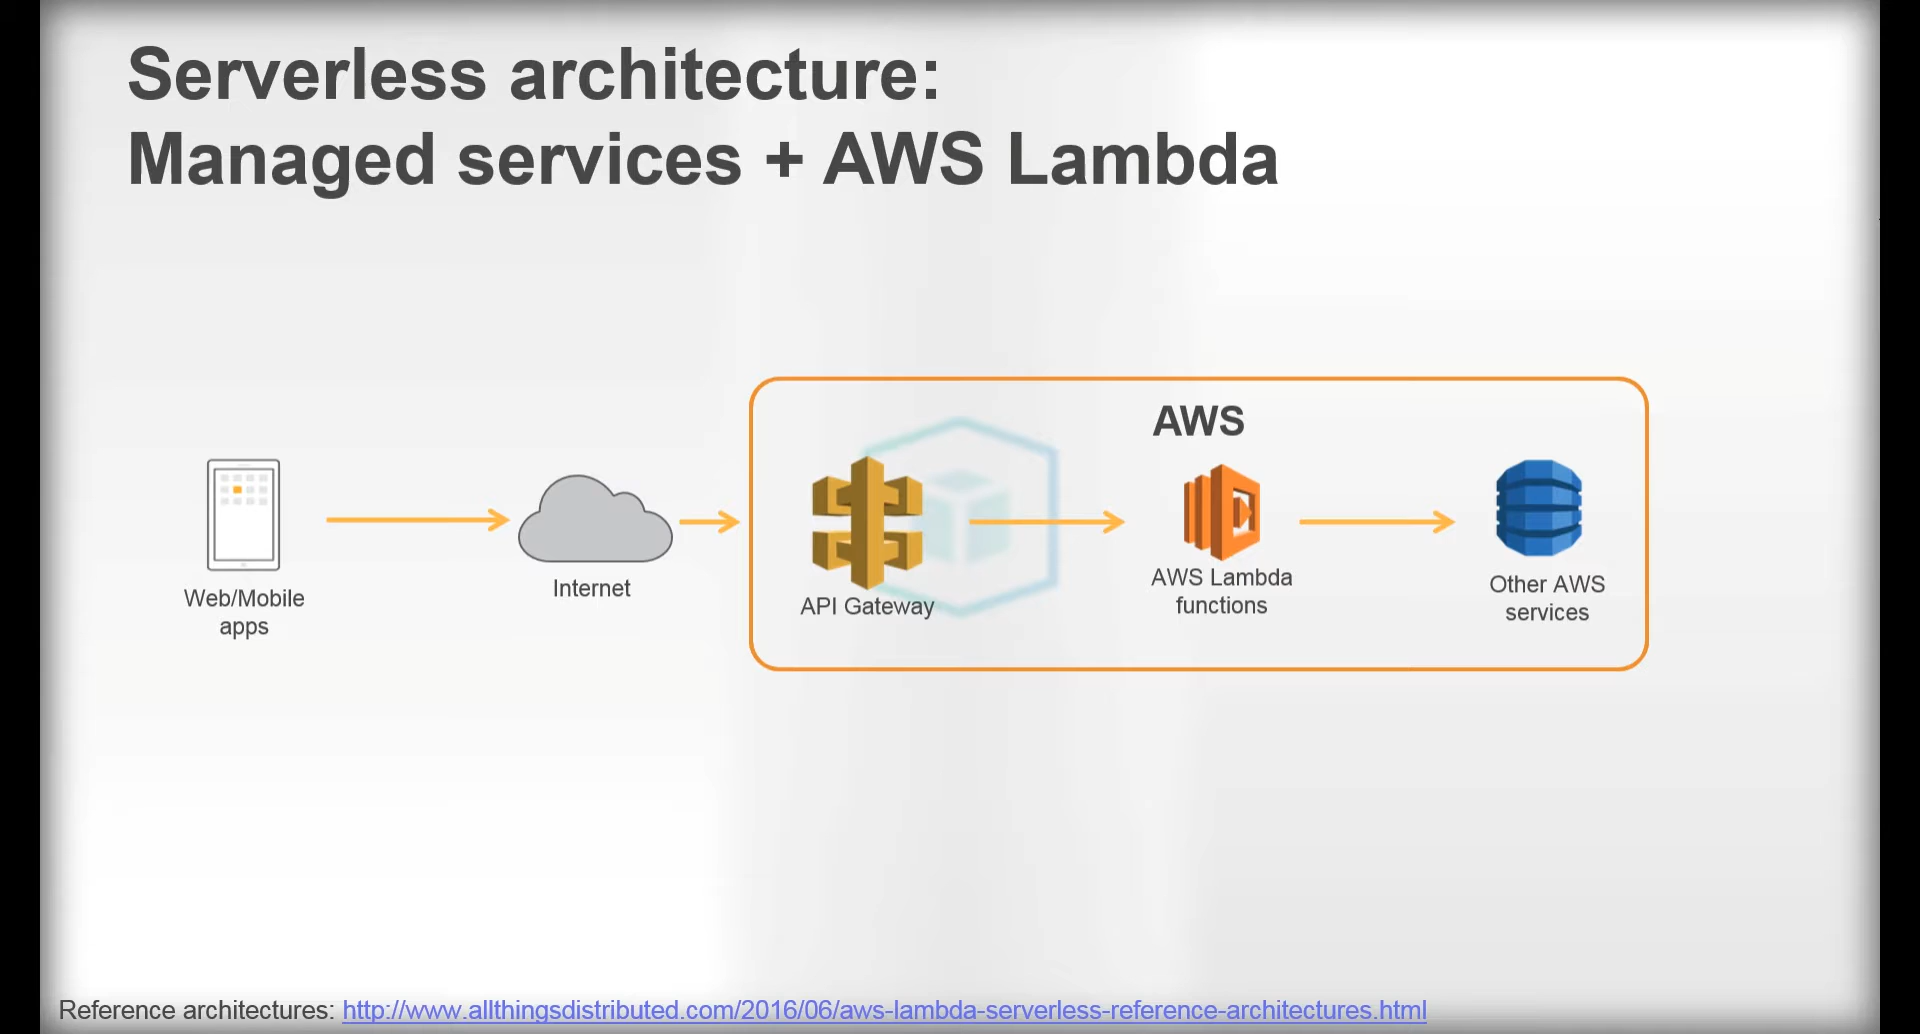 Serverless architecture:
Managed services + AWS Lambda
AWS
Web/Mobile
apps
Internet
API Gateway
AWS Lambda
functions
Other AWS
services
Reference architectures: http://www.allthingsdistributed.com/2016/06/aws-lambda-serverless-reference-architectures.html